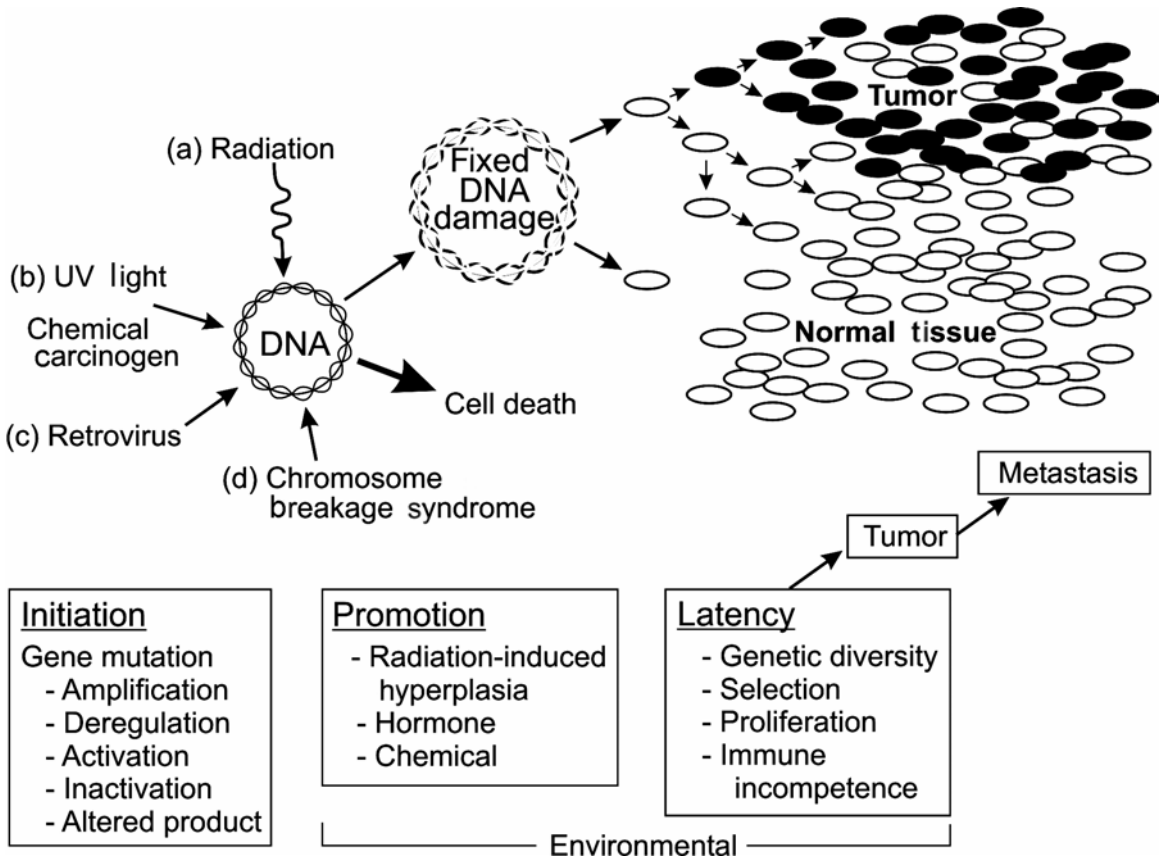 (a) Radiation
(b) UV light
Chemical
carcinogen
(c) Retrovirus
(d) Chromosome
breakage syndrome
DNA
Cell death
Fixed
DNA
damage
Tumor
Normal tissue
Metastasis
Tumor
Initiation
Gene mutation
- Amplification
- Deregulation
- Activation
- Inactivation
- Altered product
Promotion
- Radiation-induced
hyperplasia
- Hormone
- Chemical
Latency
- Genetic diversity
- Selection
- Proliferation
- Immune
incompetence
Environmental